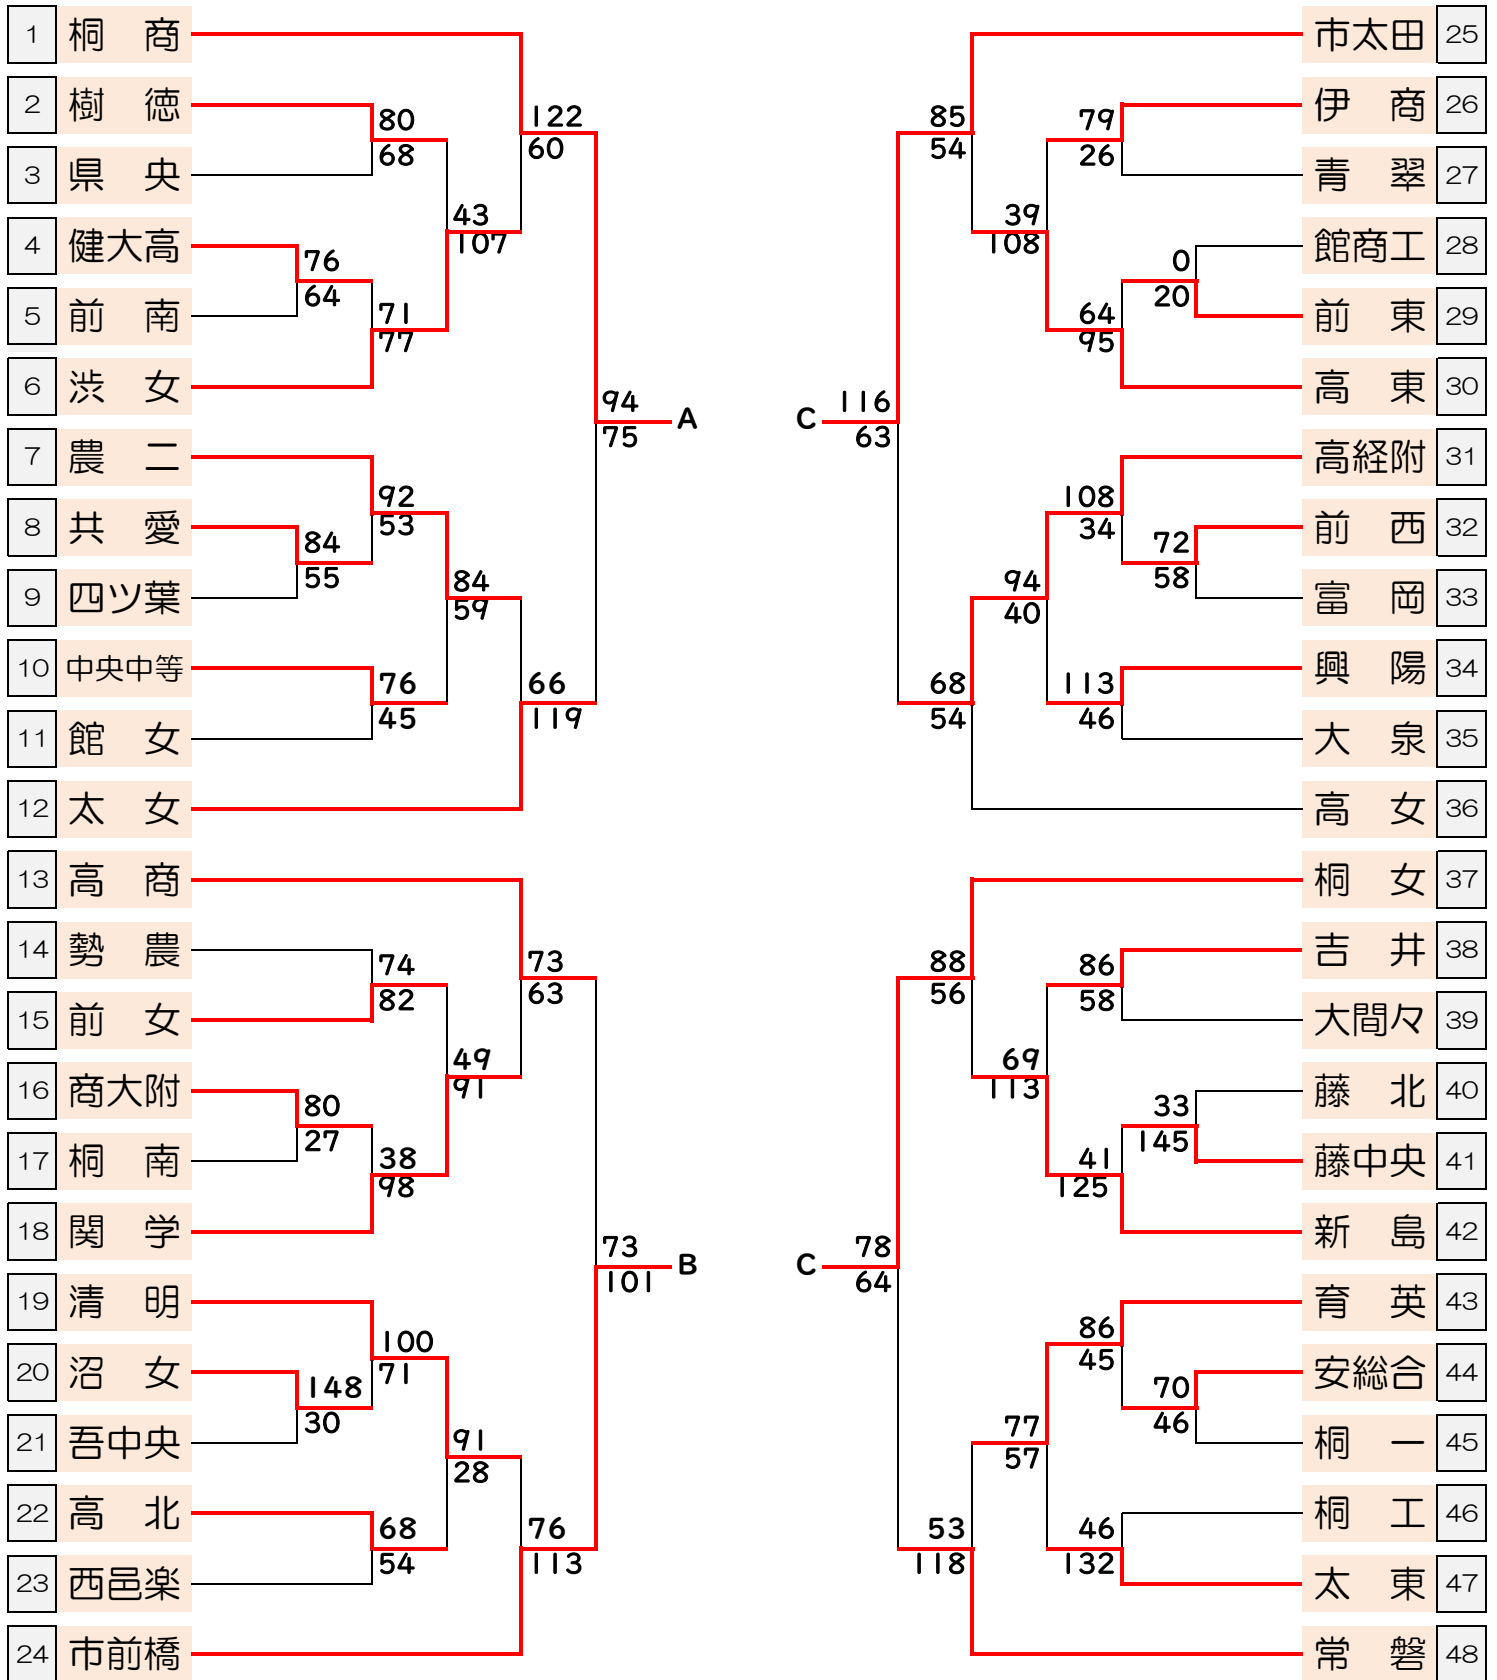 1 桐 商
2 樹 徳
3 県 央
4 健大高
5 前 南
6 渋 女
7 農 二
8 共 愛
9 四ツ葉
10 中央中等
11 館 女
12 太 女
13 高 商
14 勢 農
15 前 女
16 商大附
17 桐 南
18 関 学
19 清 明
20 沼 女
21 吾中央
22 高 北
23 西邑楽
24 市前橋
80
68
76
64
71
77
43
107
122
60
92
53
84
55
84
59
76
45
66
119
94
75
A
74
82
80
27
38
98
49
91
73
63
100
71
148
30
91
28
68
54
76
113
73
101
B
85
54
79
26
39
108
0
20
64
95
C
116
63
108
34
72
58
94
40
113
46
68
54
88
56
86
58
69
113
33
145
41
125
C
78
64
86
45
70
46
77
57
46
132
53
118
市太田 25
伊 商 26
青 翠 27
館商工 28
前 東 29
高 東 30
高経附 31
前 西 32
富 岡 33
興 陽 34
大 泉 35
高 女 36
桐 女 37
吉 井 38
大間々 39
藤 北 40
藤中央 41
新 島 42
育 英 43
安総合 44
桐 一 45
桐 工 46
太 東 47
常 磐 48